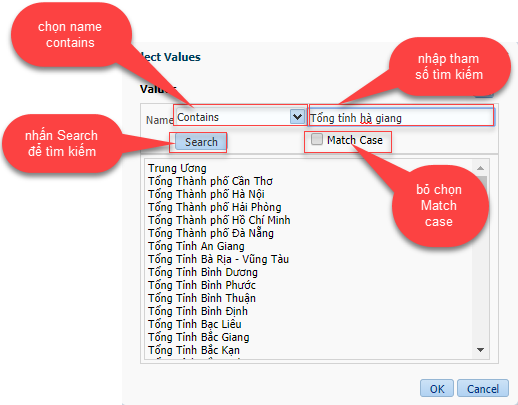 chọn name
contains
lect Values
nhập tham
số tìm kiếm
Values
Name
Contains
Tổng tỉnh hà giang
nhấn Search
để tìm kiếm
Search
Match Case
bỏ chọn
Match
case
Trung Ương
Tổng Thành phố Cần Thơ
Tổng Thành phố Hà Nội
Tổng Thành phố Hải Phòng
Tổng Thành phố Hồ Chí Minh
Tổng Thành phố Đà Nẵng
Tổng Tỉnh An Giang
Tổng Tỉnh Bà Rịa - Vũng Tàu
Tổng Tỉnh Bình Dương
Tổng Tỉnh Bình Phước
Tổng Tỉnh Bình Thuận
Tổng Tỉnh Bình Định
Tổng Tỉnh Bạc Liêu
Tổng Tỉnh Bắc Giang
Tổng Tỉnh Bắc Kạn
OK
Cancel